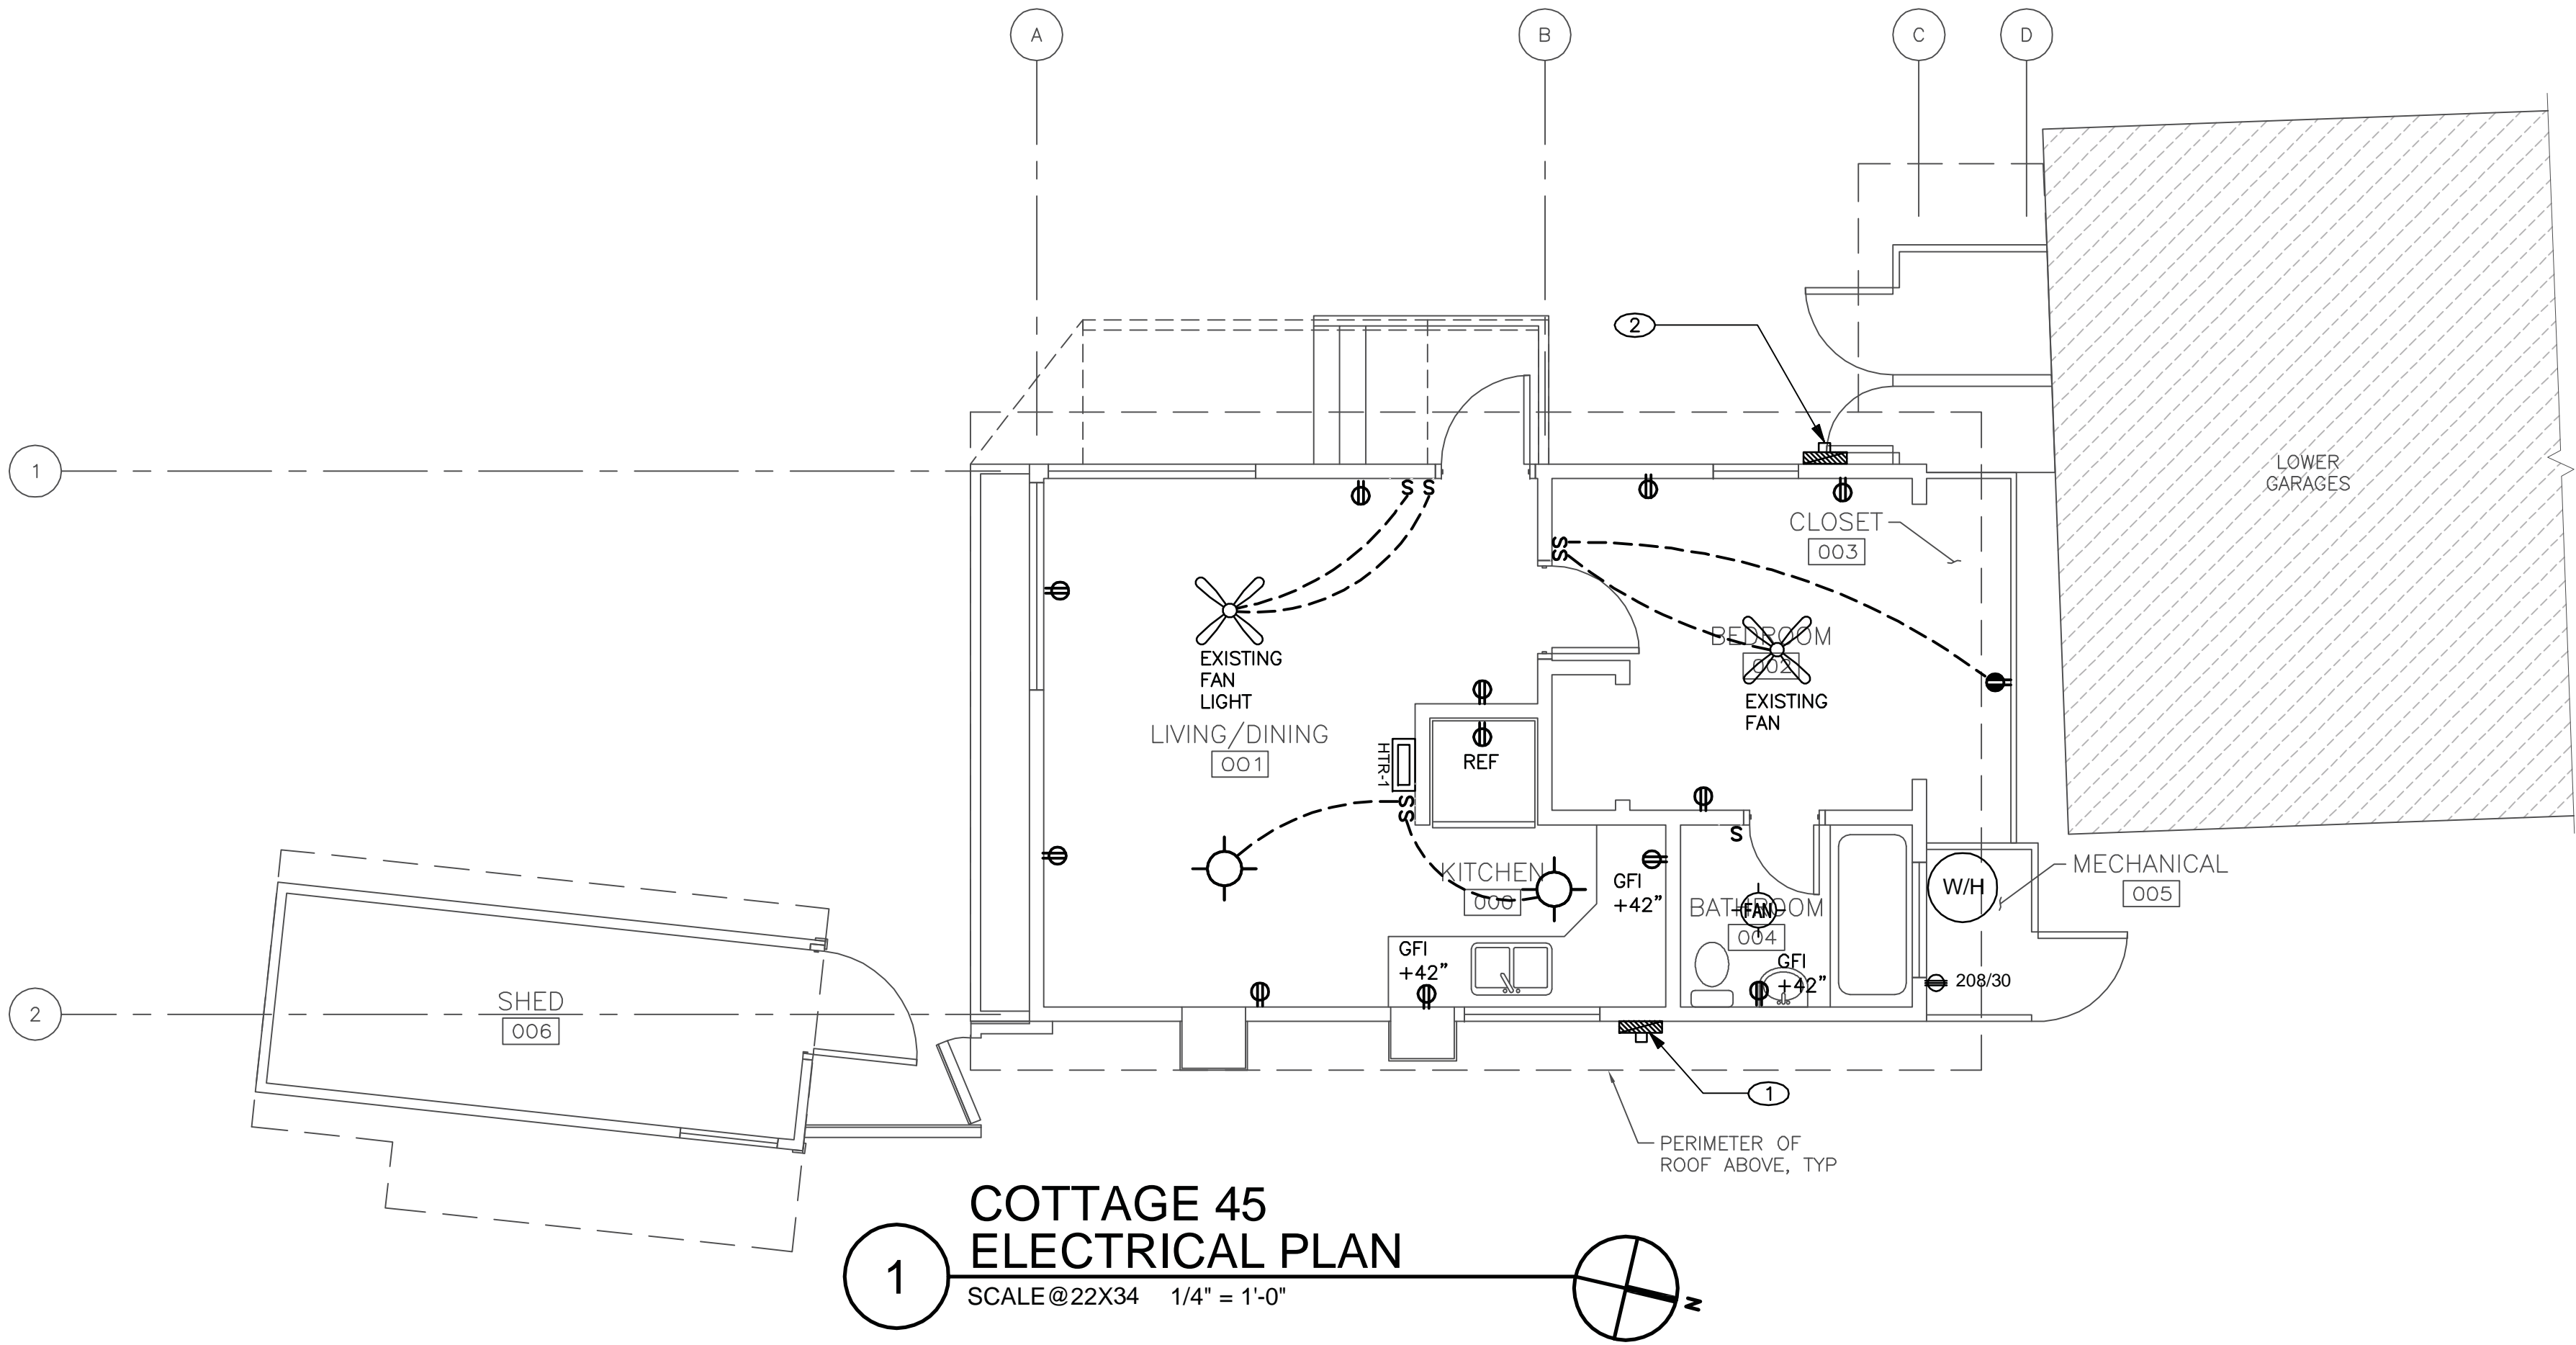 A
B
C
D
2
1
LOWER
GARAGES
S S
CLOSET
003
S
S
EXISTING
FAN
LIGHT
BEDROOM
002
EXISTING
FAN
LIVING/DINING
001
HTR-1
REF
S
S
S
KITCHEN
000
GFI
+42"
GFI
+42"
BATHROOM
FAN
004
GFI
+42"
W/H
MECHANICAL
005
208/30
SHED
006
2
1
PERIMETER OF
ROOF ABOVE, TYP
COTTAGE 45
ELECTRICAL PLAN
1
SCALE@22X34 1/4" = 1'-0"
N